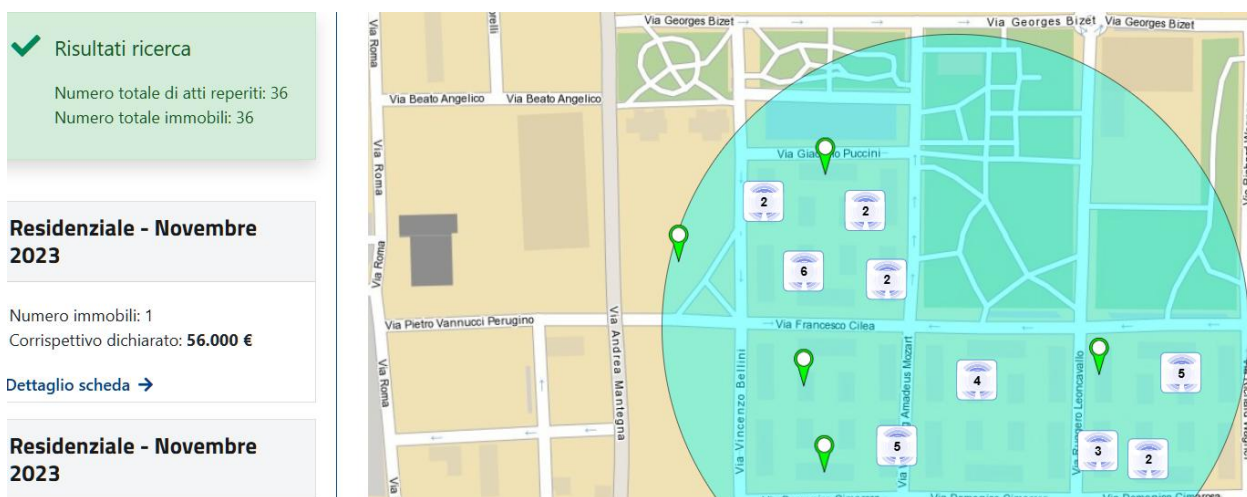 Risultati ricerca
Numero totale di atti reperiti: 36
Numero totale immobili: 36
Residenziale - Novembre
2023
Numero immobili: 1
Corrispettivo dichiarato: 56.000 €
Dettaglio scheda →
Residenziale - Novembre
2023
Via Georges Bizet
Via Georges Bizet
Via Georges Bizet
Via Roma
Via Beato Angelico
Via Beato Angelico
Via Roma
Puccini
2
2
Via Roma
6
2
Via Pietro Vannucci Perugino
Via Francesco Cilea
Via Andrea Mantegna
Via Vincenzo Bellini
Amadeus Mozart
Via Ruggero Leoncavallo
Via Roma
4
5
5
3
2
Via